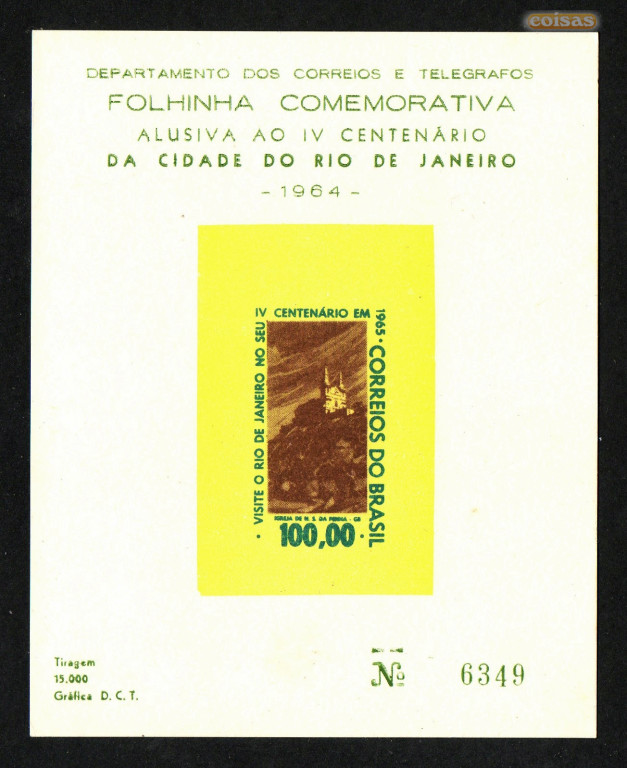 eoisas
DEPARTAMENTO DOS CORREIOS E TELEGRAFOS
FOLHINHA COMEMORATIVA
ALUSIVA AO IV CENTENÁRIO
DA CIDADE DO RIO DE JANEIRO
- 1964 -
· VISITE O RIO DE JANEIRO NO SEU
IV CENTENÁRIO EM
1965 · CORREIOS DO BRASIL
IGREJA DE N. S. DA PENHA - GB
100,00 ·
Tiragem
15.000
Gráfica D. C. T.
No 6349